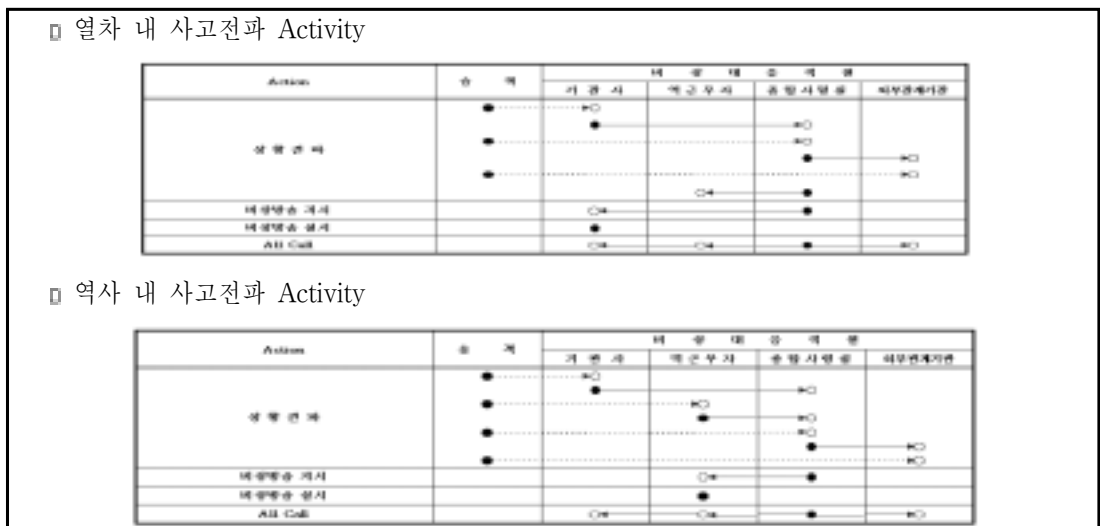 열차 내 사고전파 Activity
Action 승 객 비 상 대 응 역 할
기 관 사 역 근 무 자 종 합 사 령 실 외부관계기관
상 황 전 파
비상방송 지시
비상방송 실시
All Call
역사 내 사고전파 Activity
Action 승 객 비 상 대 응 역 할
기 관 사 역 근 무 자 종 합 사 령 실 외부관계기관
상 황 전 파
비상방송 지시
비상방송 실시
All Call